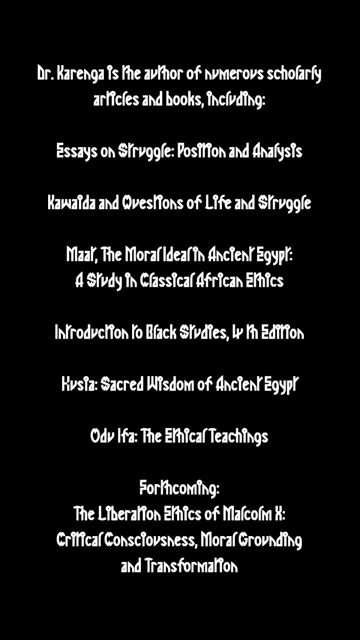 Dr. Karenga is the author of numerous scholarly
articles and books, including:
Essays on Struggle: Position and Analysis
Kawaida and Questions of Life and Struggle
Maat, The Moral Ideal in Ancient Egypt:
A Study in Classical African Ethics
Introduction to Black Studies, 4th Edition
Husia: Sacred Wisdom of Ancient Egypt
Odu Ifa: The Ethical Teachings
Forthcoming:
The Liberation Ethics of Malcolm X:
Critical Consciousness, Moral Grounding
and Transformation